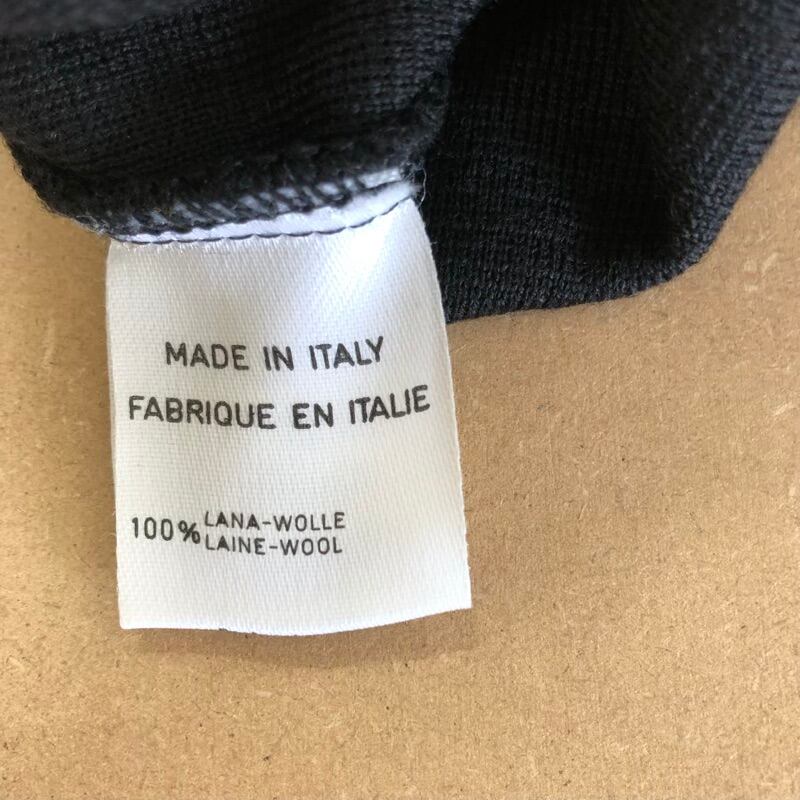 MADE IN ITALY
FABRIQUE EN ITALIE
100% LANA-WOLLE
LAINE-WOOL